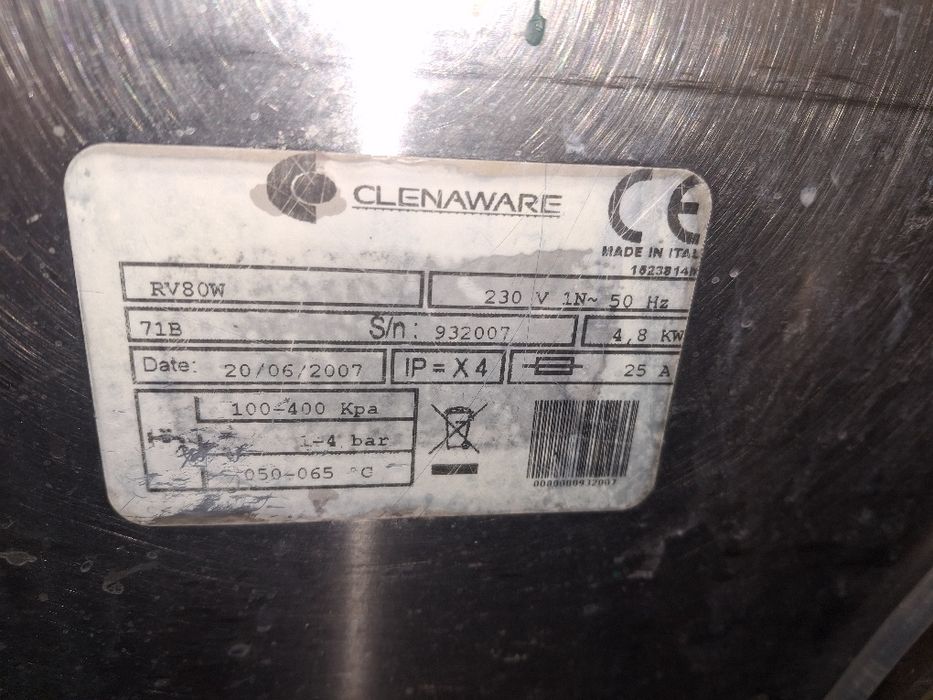 CLENAWARE
CE
MADE IN ITAL
RV80W 230 V 1N~ 50 Hz
71B S/n: 932007 4,8 KW
Date: 20/06/2007 IP = X4 25 A
100-400 Kpa
1-4 bar
050-065 °C
0000000932007